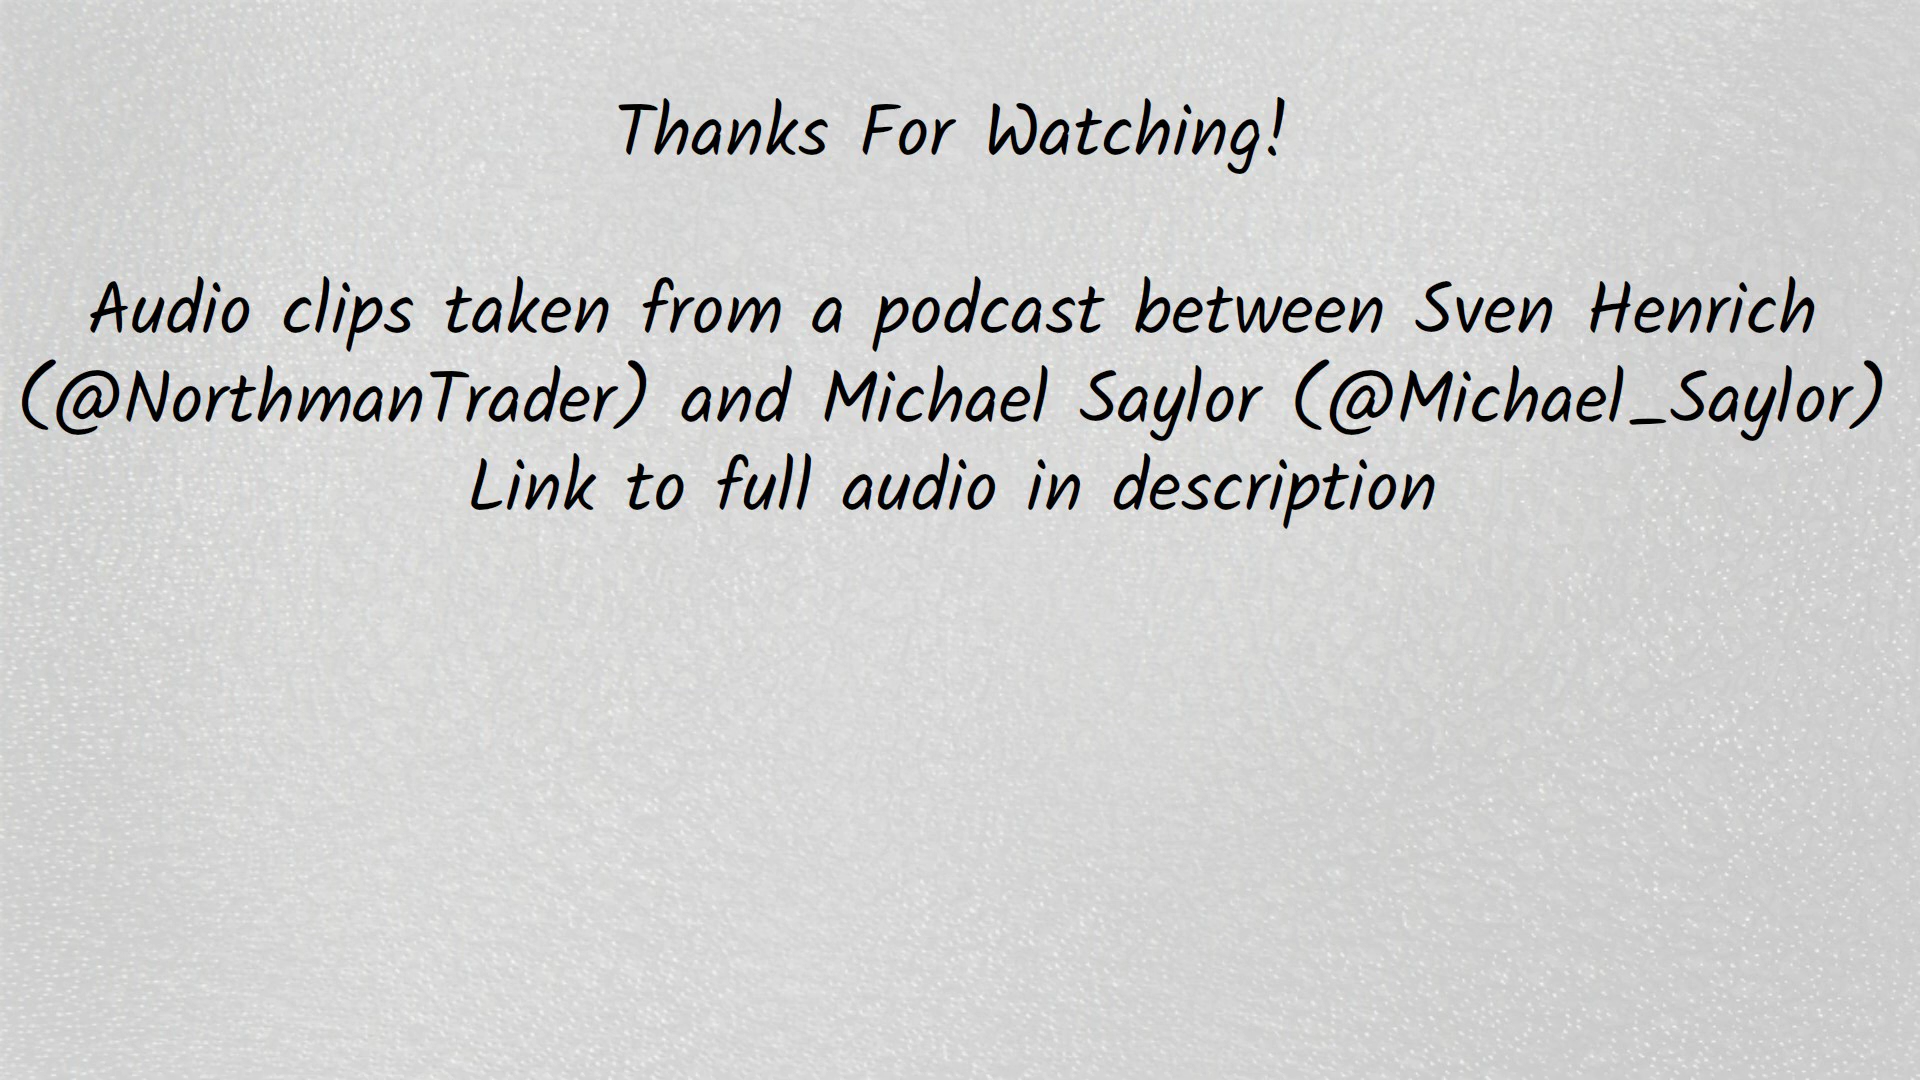 Thanks For Watching!
Audio clips taken from a podcast between Sven Henrich
(@NorthmanTrader) and Michael Saylor (@Michael_Saylor)
Link to full audio in description